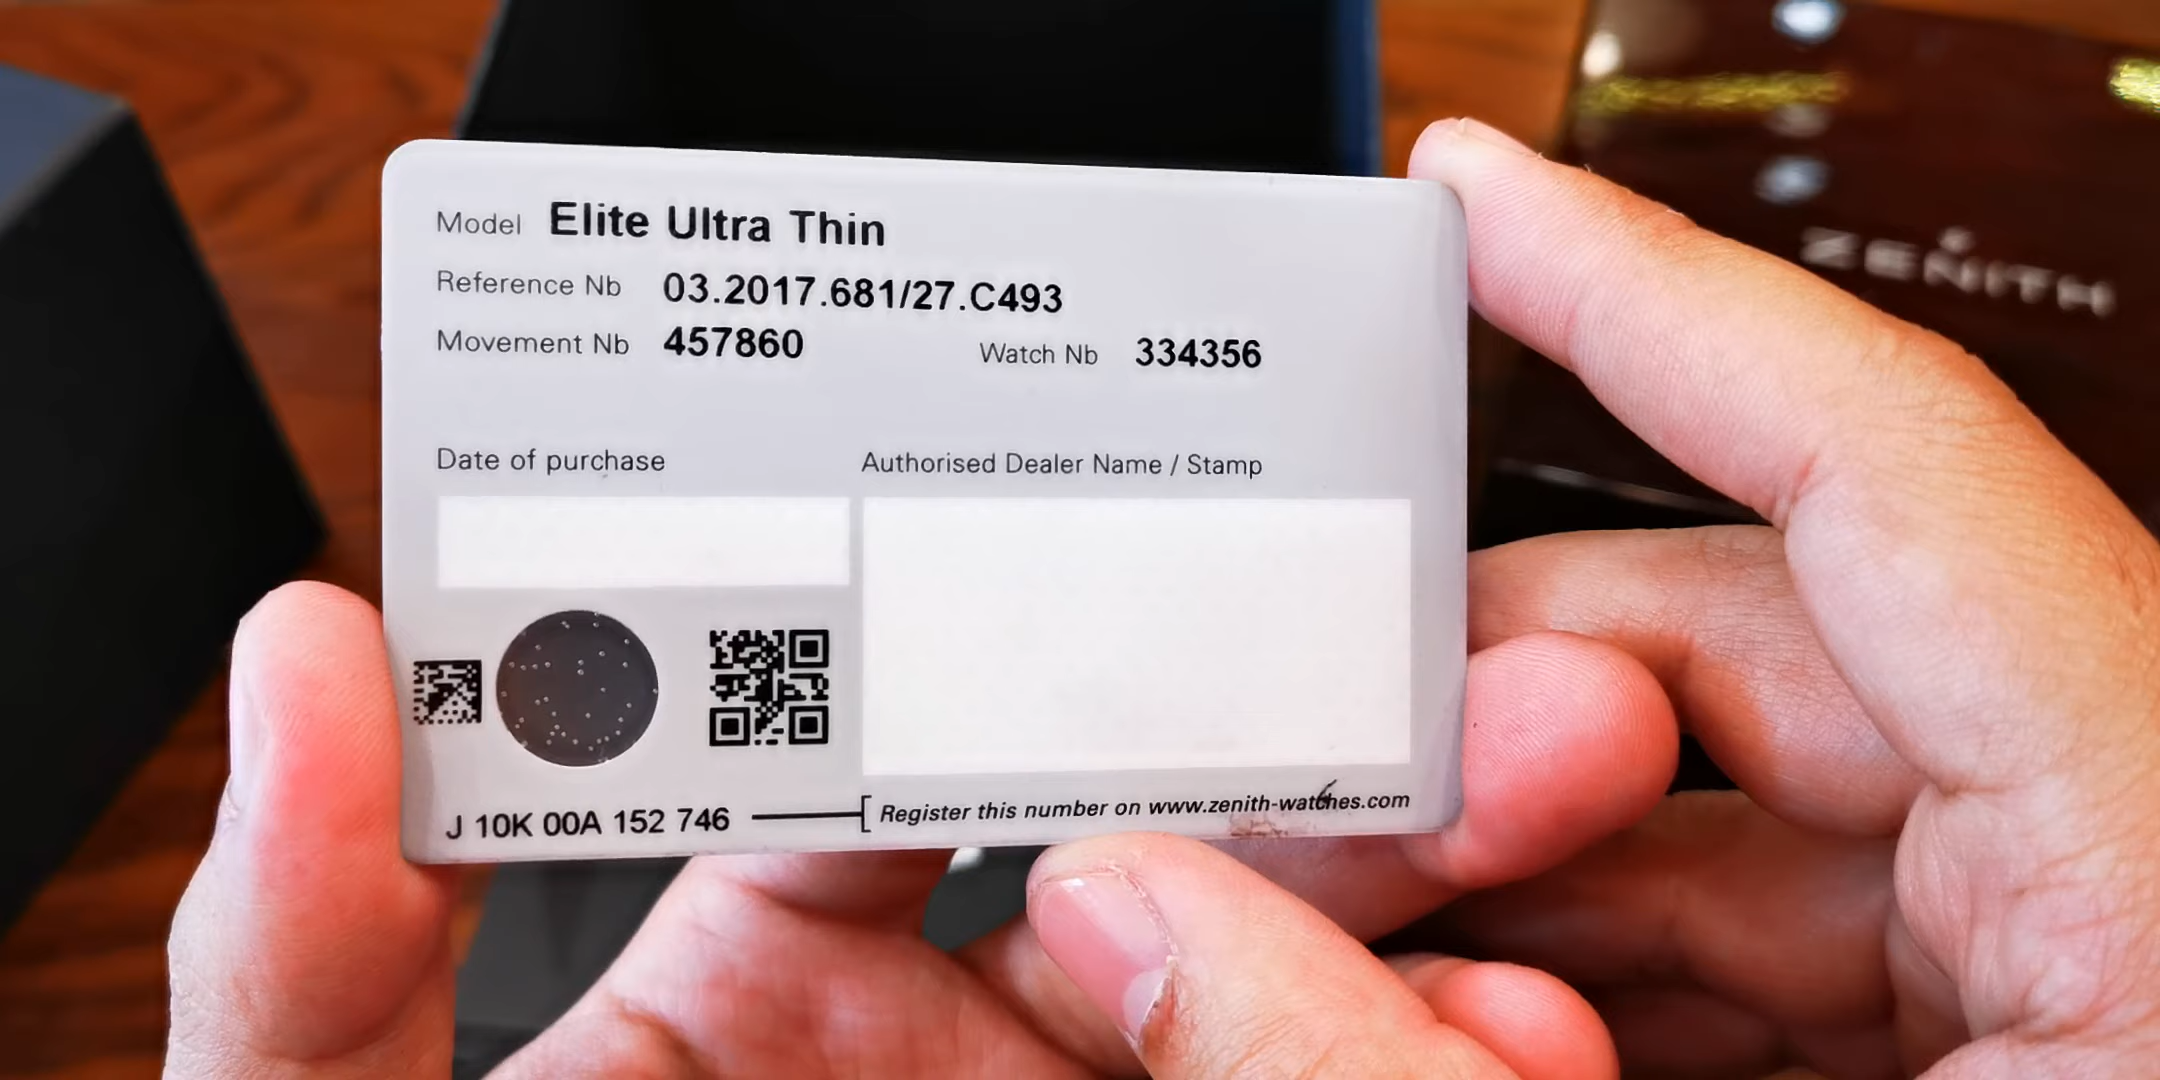 Model Elite Ultra Thin
Reference Nb 03.2017.681/27.C493
Movement Nb 457860 Watch Nb 334356
Date of purchase Authorised Dealer Name / Stamp
J 10K 00A 152 746 Register this number on www.zenith-watches.com
ZENITH